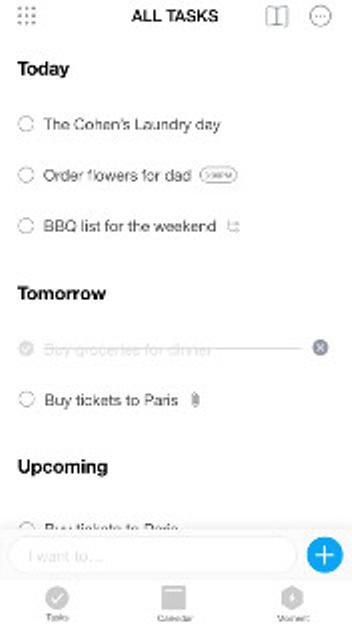 ALL TASKS
Today
The Cohen's Laundry day
Order flowers for dad
BBQ list for the weekend
Tomorrow
Buy groceries for dinner
Buy tickets to Paris
Upcoming
Buy tickets to Paris
I want to...
Tasks
Calendar
Moment